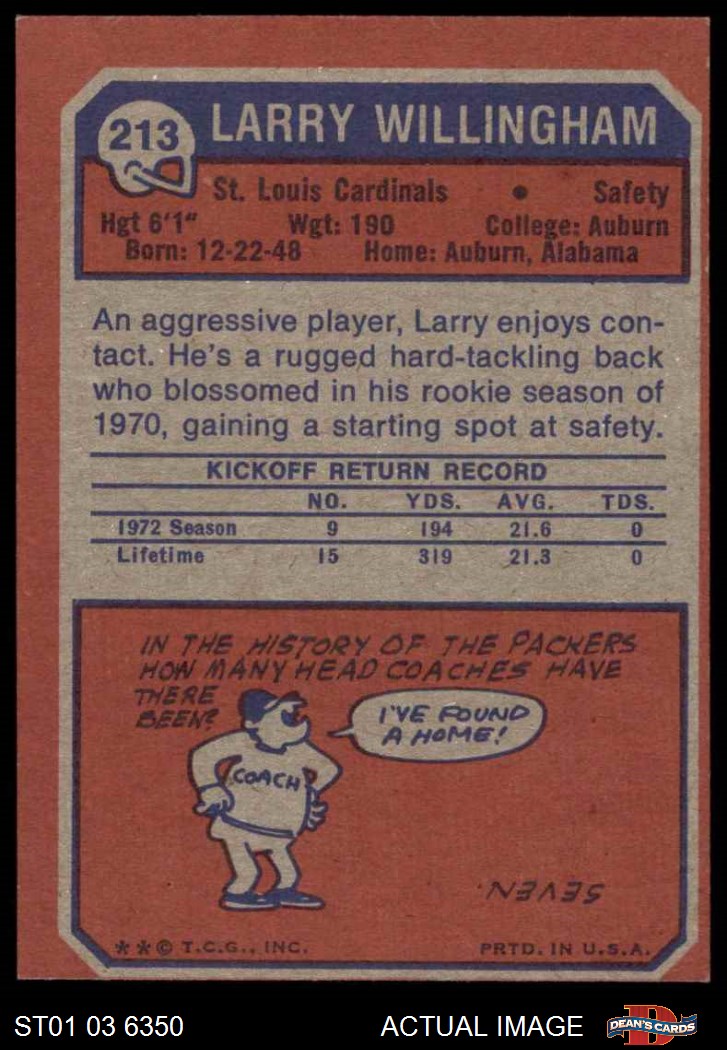 213
LARRY WILLINGHAM
St. Louis Cardinals • Safety
Hgt 6'1" Wgt: 190 College: Auburn
Born: 12-22-48 Home: Auburn, Alabama
An aggressive player, Larry enjoys con-
tact. He's a rugged hard-tackling back
who blossomed in his rookie season of
1970, gaining a starting spot at safety.
KICKOFF RETURN RECORD
NO. YDS. AVG. TDS.
1972 Season 9 194 21.6 0
Lifetime 15 319 21.3 0
IN THE HISTORY OF THE PACKERS
HOW MANY HEAD COACHES HAVE
THERE
BEEN?
I'VE FOUND
A HOME!
COACH
SEVEN
** © T.C.G., INC. PRTD. IN U.S.A.
ST01 03 6350 ACTUAL IMAGE
D
DEAN'S CARDS